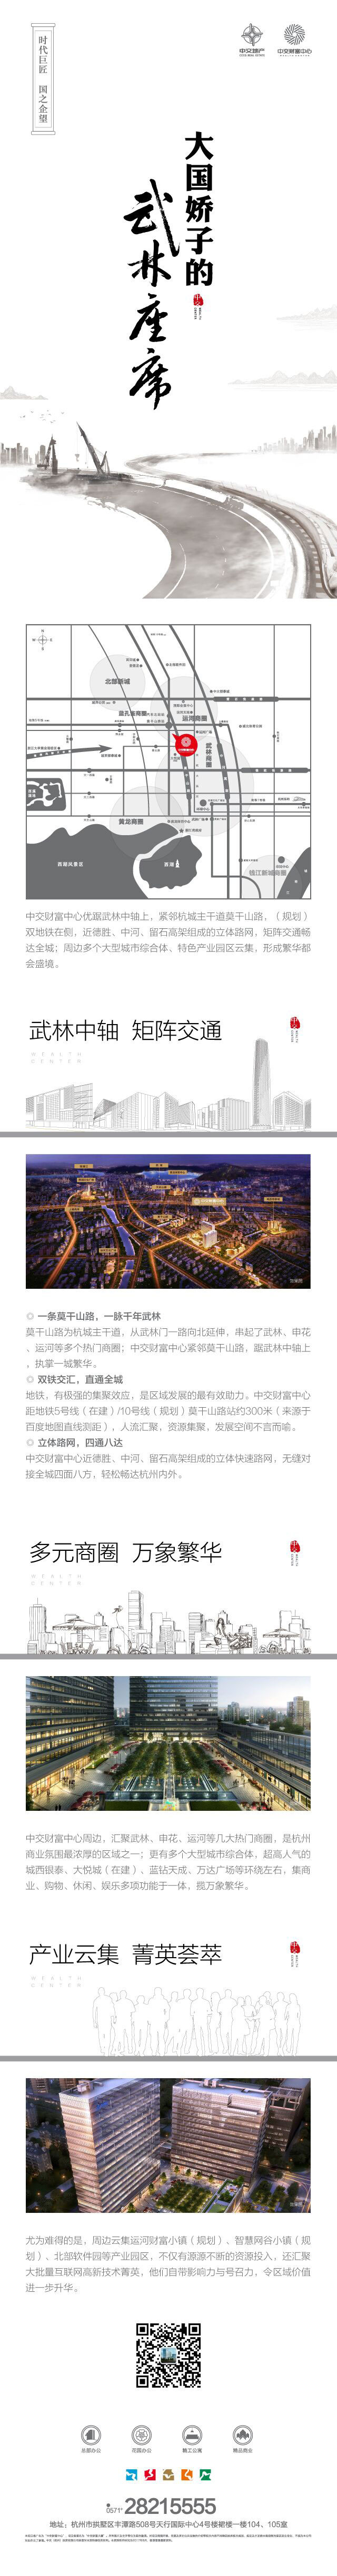 时代巨匠 国之企望
中交地产
中交财富中心
大国娇子的
武林座席
北部新城
蓝孔雀商圈
运河商圈
武林商圈
黄龙商圈
钱江新城商圈
西湖风景区
西湖
中交财富中心优踞武林中轴上，紧邻杭城主干道莫干山路，（规划）
双地铁在侧，近德胜、中河、留石高架组成的立体路网，矩阵交通畅
达全城；周边多个大型城市综合体、特色产业园区云集，形成繁华都
会盛境。
武林中轴 矩阵交通
WEALTH
CENTER
一条莫干山路，一脉千年武林
莫干山路为杭城主干道，从武林门一路向北延伸，串起了武林、申花
、运河等多个热门商圈；中交财富中心紧邻莫干山路，踞武林中轴上
，执掌一城繁华。
双铁交汇，直通全城
地铁，有极强的集聚效应，是区域发展的最有效助力。中交财富中心
距地铁5号线（在建）/10号线（规划）莫干山路站约300米（来源于
百度地图直线测距），人流汇聚，资源集聚，发展空间不言而喻。
立体路网，四通八达
中交财富中心近德胜、中河、留石高架组成的立体快速路网，无缝对
接全城四面八方，轻松畅达杭州内外。
多元商圈 万象繁华
WEALTH
CENTER
中交财富中心周边，汇聚武林、申花、运河等几大热门商圈，是杭州
商业氛围最浓厚的区域之一；更有多个大型城市综合体，超高人气的
城西银泰、大悦城（在建）、蓝钻天成、万达广场等环绕左右，集商
业、购物、休闲、娱乐多项功能于一体，揽万象繁华。
产业云集 菁英荟萃
WEALTH
CENTER
尤为难得的是，周边云集运河财富小镇（规划）、智慧网谷小镇（规
划）、北部软件园等产业园区，不仅有源源不断的资源投入，还汇聚
大批量互联网高新技术菁英，他们自带影响力与号召力，令区域价值
进一步升华。
总部办公
花园办公
精工公寓
精品商业
0571- 28215555
地址：杭州市拱墅区丰潭路508号天行国际中心4号楼裙楼一楼104、105室